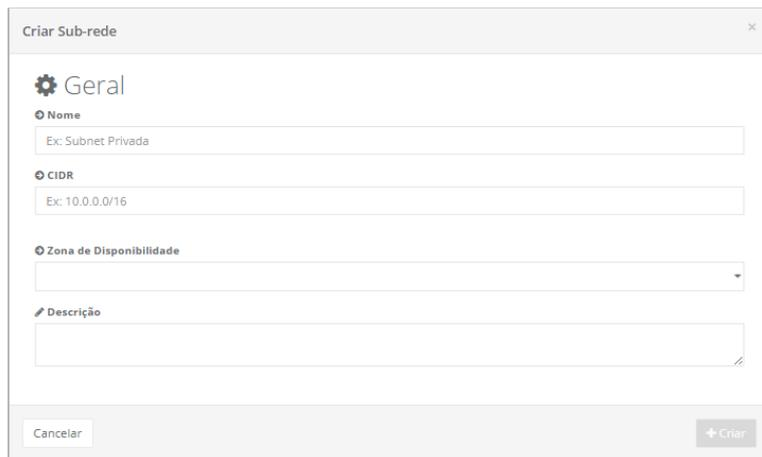 Criar Sub-rede
×
Geral
Nome
Ex: Subnet Privada
CIDR
Ex: 10.0.0.0/16
Zona de Disponibilidade
Descrição
Cancelar
+ Criar